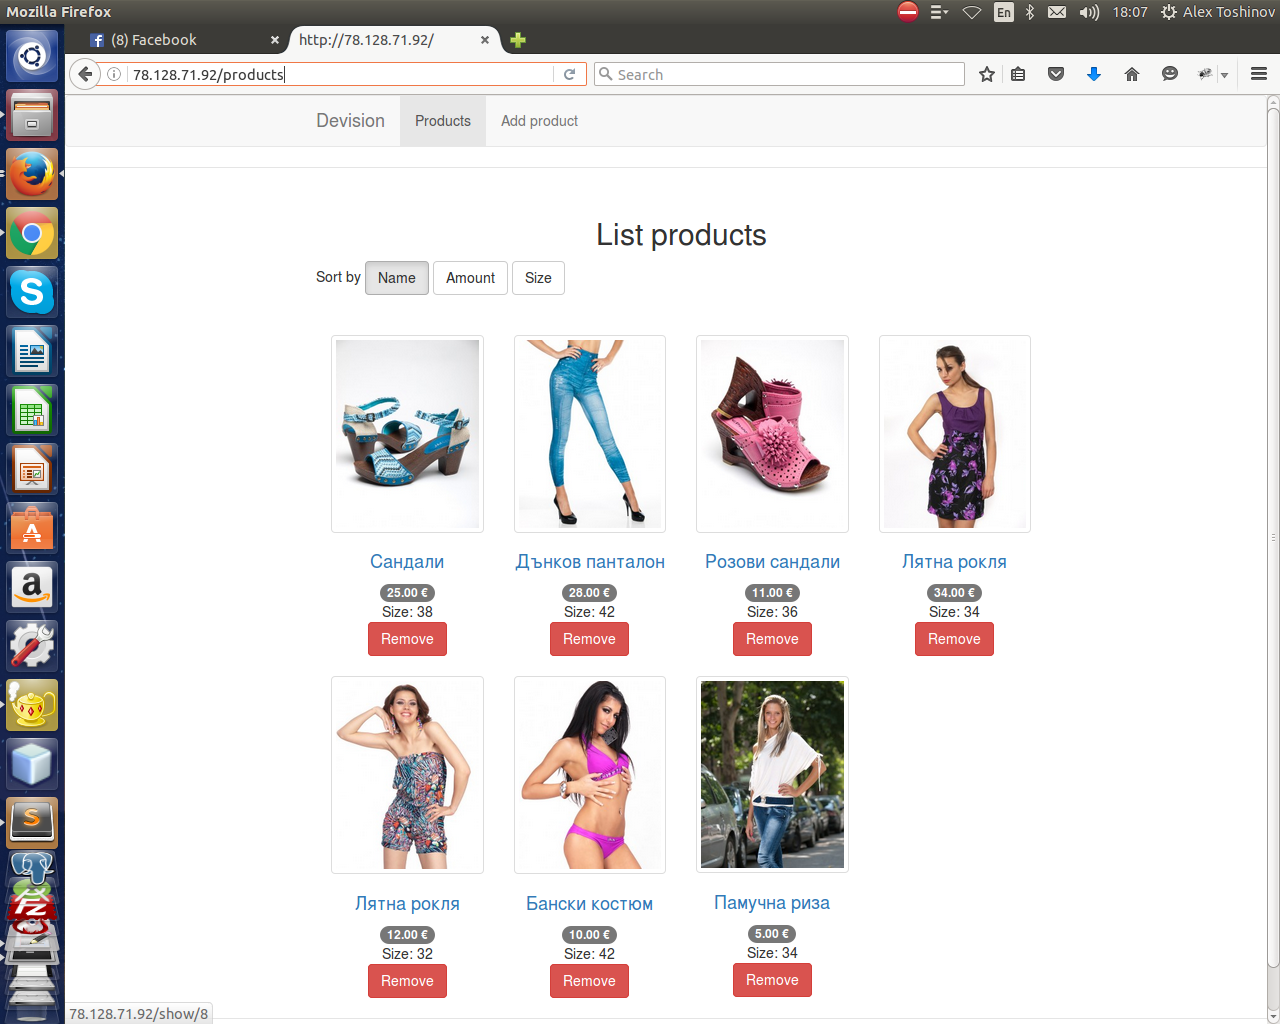 Mozilla Firefox
En
18:07
Alex Toshinov
(8) Facebook
http://78.128.71.92/
78.128.71.92/products
Search
Devision
Products
Add product
List products
Sort by
Name
Amount
Size
Сандали
Дънков панталон
Розови сандали
Лятна рокля
25.00 €
28.00 €
11.00 €
34.00 €
Size: 38
Size: 42
Size: 36
Size: 34
Remove
Remove
Remove
Remove
Лятна рокля
Бански костюм
Памучна риза
12.00 €
10.00 €
5.00 €
Size: 32
Size: 42
Size: 34
Remove
Remove
Remove
78.128.71.92/show/8